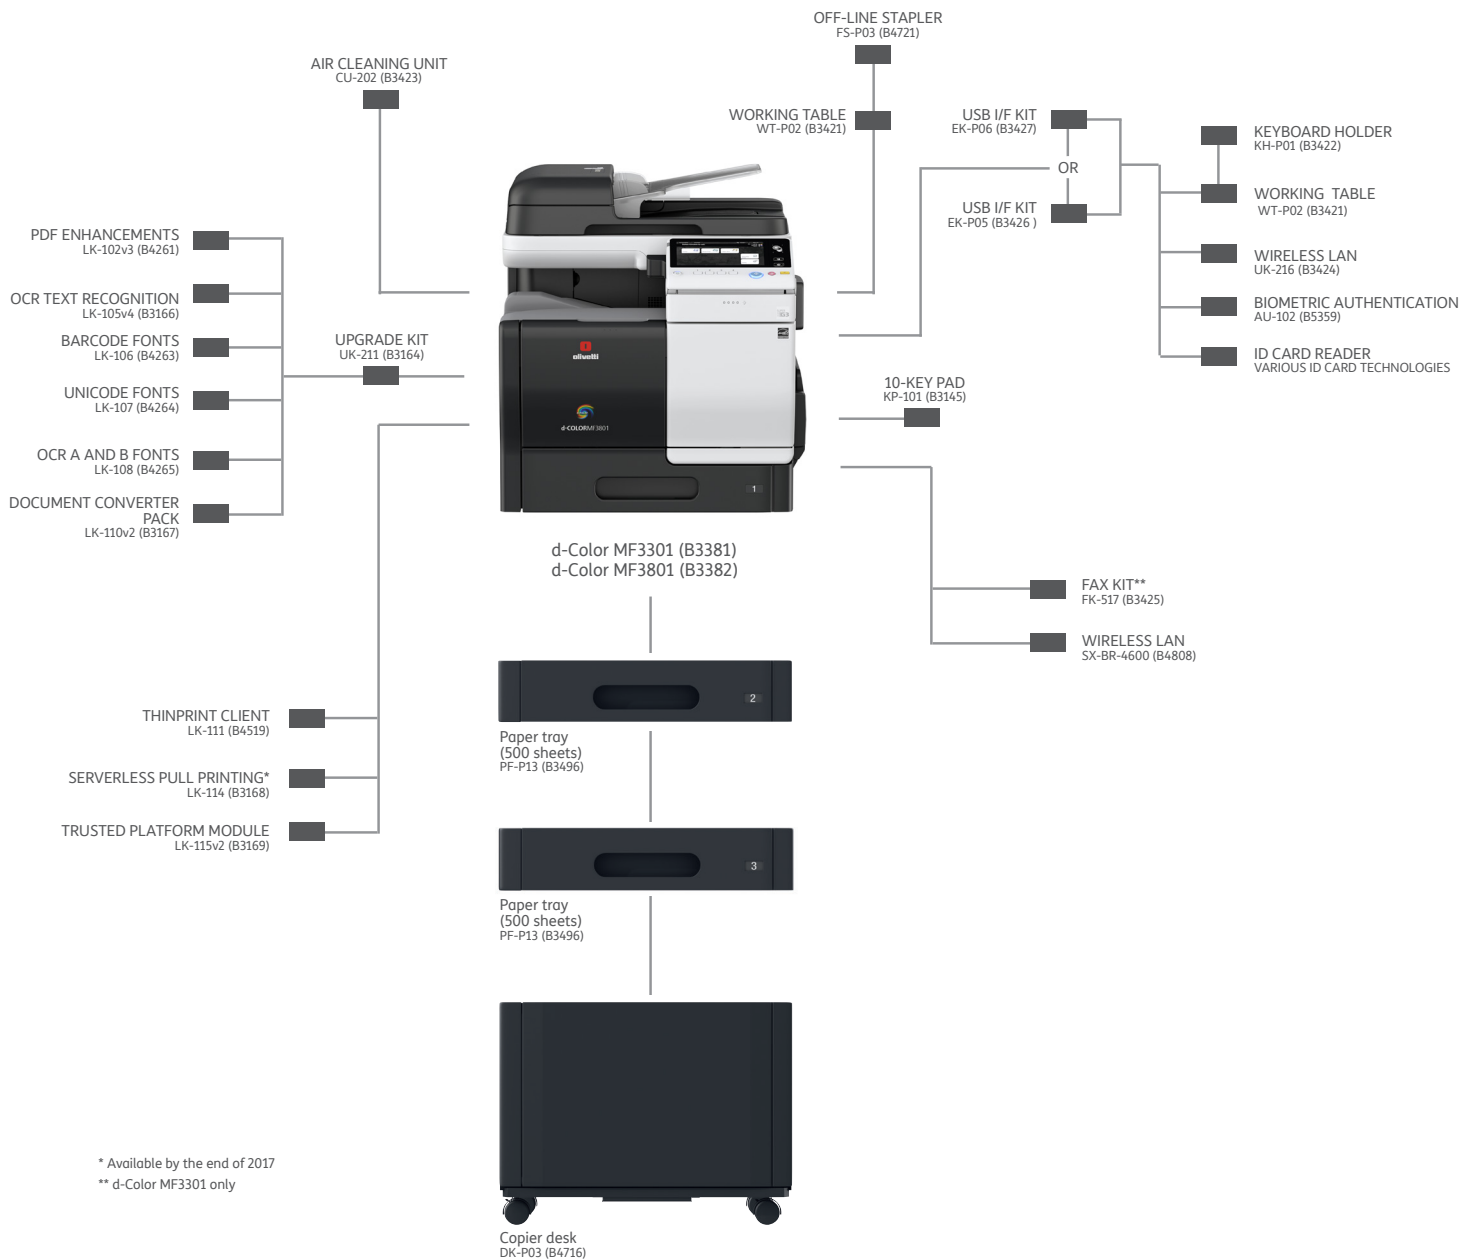 OFF-LINE STAPLER
FS-P03 (B4721)
AIR CLEANING UNIT
CU-202 (B3423)
WORKING TABLE
WT-P02 (B3421)
USB I/F KIT
EK-P06 (B3427)
OR
USB I/F KIT
EK-P05 (B3426 )
KEYBOARD HOLDER
KH-P01 (B3422)
WORKING  TABLE
WT-P02 (B3421)
WIRELESS LAN
UK-216 (B3424)
BIOMETRIC AUTHENTICATION
AU-102 (B5359)
ID CARD READER
VARIOUS ID CARD TECHNOLOGIES
PDF ENHANCEMENTS
LK-102v3 (B4261)
OCR TEXT RECOGNITION
LK-105v4 (B3166)
BARCODE FONTS
LK-106 (B4263)
UNICODE FONTS
LK-107 (B4264)
OCR A AND B FONTS
LK-108 (B4265)
DOCUMENT CONVERTER
PACK
LK-110v2 (B3167)
UPGRADE KIT
UK-211 (B3164)
olivetti
d-COLORMF3801
1
10-KEY PAD
KP-101 (B3145)
d-Color MF3301 (B3381)
d-Color MF3801 (B3382)
FAX KIT**
FK-517 (B3425)
WIRELESS LAN
SX-BR-4600 (B4808)
THINPRINT CLIENT
LK-111 (B4519)
SERVERLESS PULL PRINTING*
LK-114 (B3168)
TRUSTED PLATFORM MODULE
LK-115v2 (B3169)
2
Paper tray
(500 sheets)
PF-P13 (B3496)
3
Paper tray
(500 sheets)
PF-P13 (B3496)
* Available by the end of 2017
** d-Color MF3301 only
Copier desk
DK-P03 (B4716)